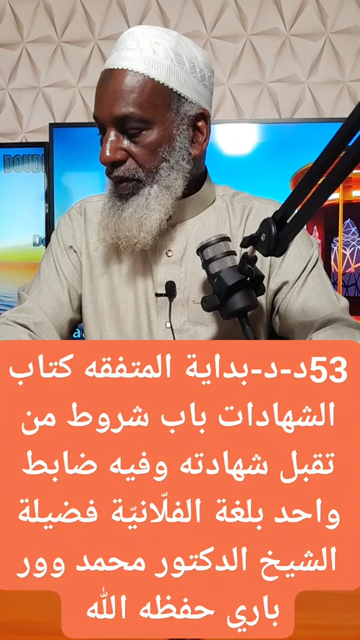 DOUD
53د-د-بداية المتفقه كتاب
الشهادات باب شروط من
تقبل شهادته وفيه ضابط
واحد بلغة الفلّانيّة فضيلة
الشيخ الدكتور محمد وور
باري حفظه الله